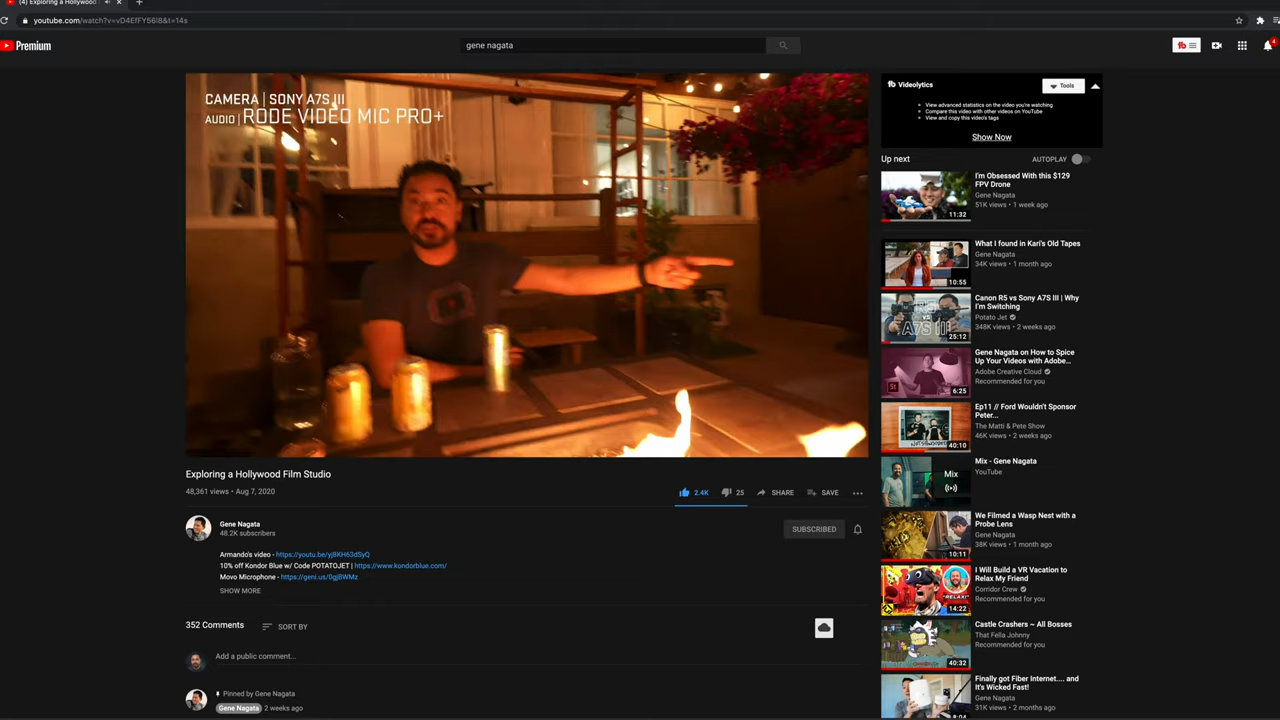 (4) Exploring a Hollywood
youtube.com/watch?v=vD4EfFY56I8&t=14s
Premium
gene nagata
4
CAMERA | SONY A7S III
AUDIO | RODE VIDEO MIC PRO+
Exploring a Hollywood Film Studio
48,361 views • Aug 7, 2020
2.4K
25
SHARE
SAVE
Gene Nagata
48.2K subscribers
SUBSCRIBED
Armando's video - https://youtu.be/yj8KH63dSyQ
10% off Kondor Blue w/ Code POTATOJET | https://www.kondorblue.com/
Movo Microphone - https://geni.us/0gjBWMz
SHOW MORE
352 Comments
SORT BY
Add a public comment...
Pinned by Gene Nagata
Gene Nagata 2 weeks ago
Videolytics
Tools
View advanced statistics on the video you're watching
Compare this video with other videos on YouTube
View and copy this video's tags
Show Now
Up next
AUTOPLAY
11:32
I'm Obsessed With this $129
FPV Drone
Gene Nagata
51K views • 1 week ago
10:55
What I found in Kari's Old Tapes
Gene Nagata
34K views • 1 month ago
VS
A7S III
25:12
Canon R5 vs Sony A7S III | Why
I'm Switching
Potato Jet
348K views • 2 weeks ago
St
6:25
Gene Nagata on How to Spice
Up Your Videos with Adobe...
Adobe Creative Cloud
Recommended for you
40:10
Ep11 // Ford Wouldn't Sponsor
Peter...
The Matti & Pete Show
46K views • 2 weeks ago
Mix
Mix - Gene Nagata
YouTube
10:11
We Filmed a Wasp Nest with a
Probe Lens
Gene Nagata
38K views • 1 month ago
RELAX!
14:22
I Will Build a VR Vacation to
Relax My Friend
Corridor Crew
Recommended for you
40:32
Castle Crashers ~ All Bosses
That Fella Johnny
Recommended for you
8:04
Finally got Fiber Internet.... and
It's Wicked Fast!
Gene Nagata
31K views • 2 months ago